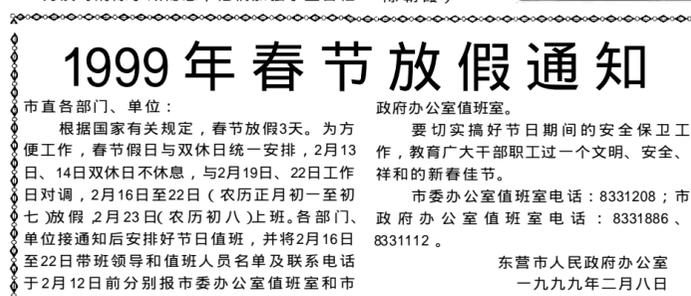 1999年春节放假通知
市直各部门、单位：
根据国家有关规定，春节放假3天。为方
便工作，春节假日与双休日统一安排，2月13
日、14日双休日不休息，与2月19日、22日工作
日对调，2月16日至22日（农历正月初一至初
七）放假,2月23日（农历初八）上班。各部门、
单位接通知后安排好节日值班，并将2月16日
至22日带班领导和值班人员名单及联系电话
于2月12日前分别报市委办公室值班室和市
政府办公室值班室。
要切实搞好节日期间的安全保卫工
作，教育广大干部职工过一个文明、安全、
祥和的新春佳节。
市委办公室值班室电话：8331208；市
政府办公室值班室电话：8331886、
8331112。
东营市人民政府办公室
一九九九年二月八日